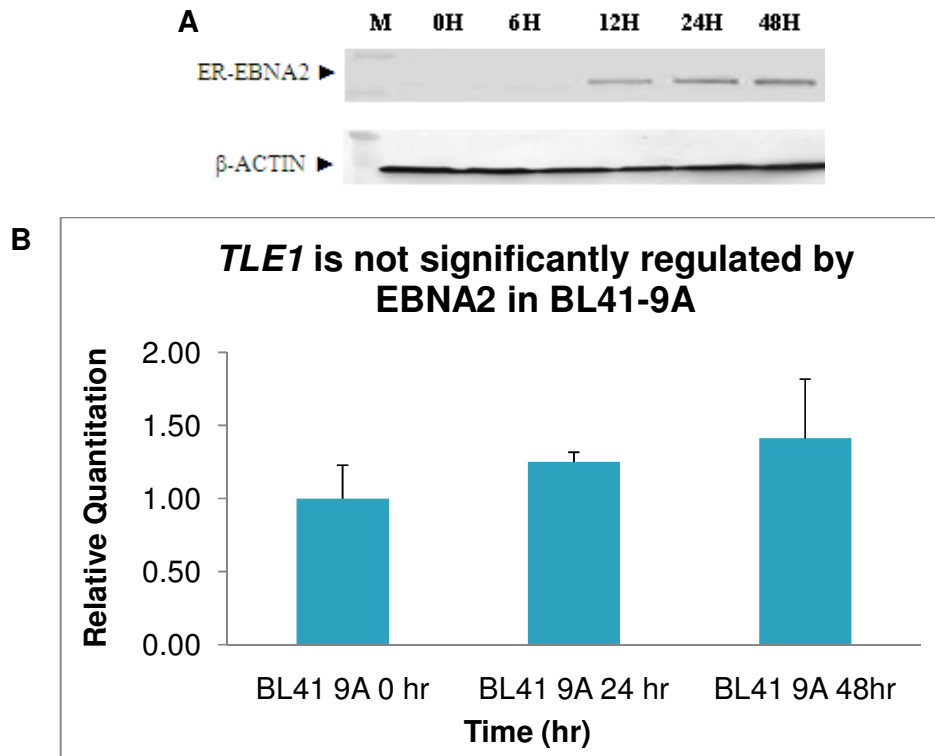 A
M 0H 6H 12H 24H 48H
ER-EBNA2
β-ACTIN
B
TLE1 is not significantly regulated by
EBNA2 in BL41-9A
Relative Quantitation
2.00
1.50
1.00
0.50
0.00
BL41 9A 0 hr BL41 9A 24 hr BL41 9A 48hr
Time (hr)